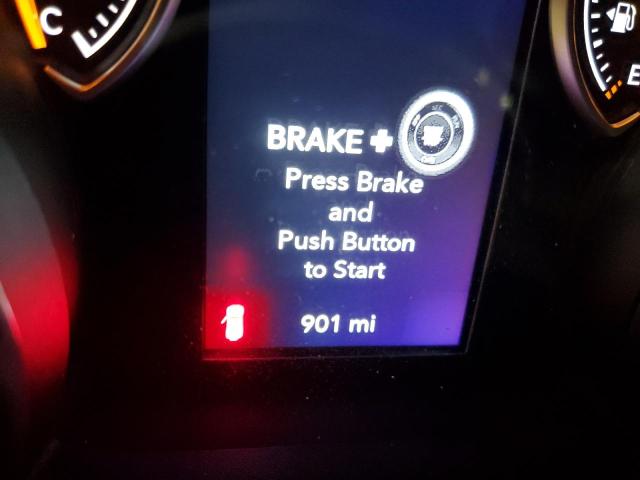 C
BRAKE +
Press Brake
and
Push Button
to Start
901 mi
E